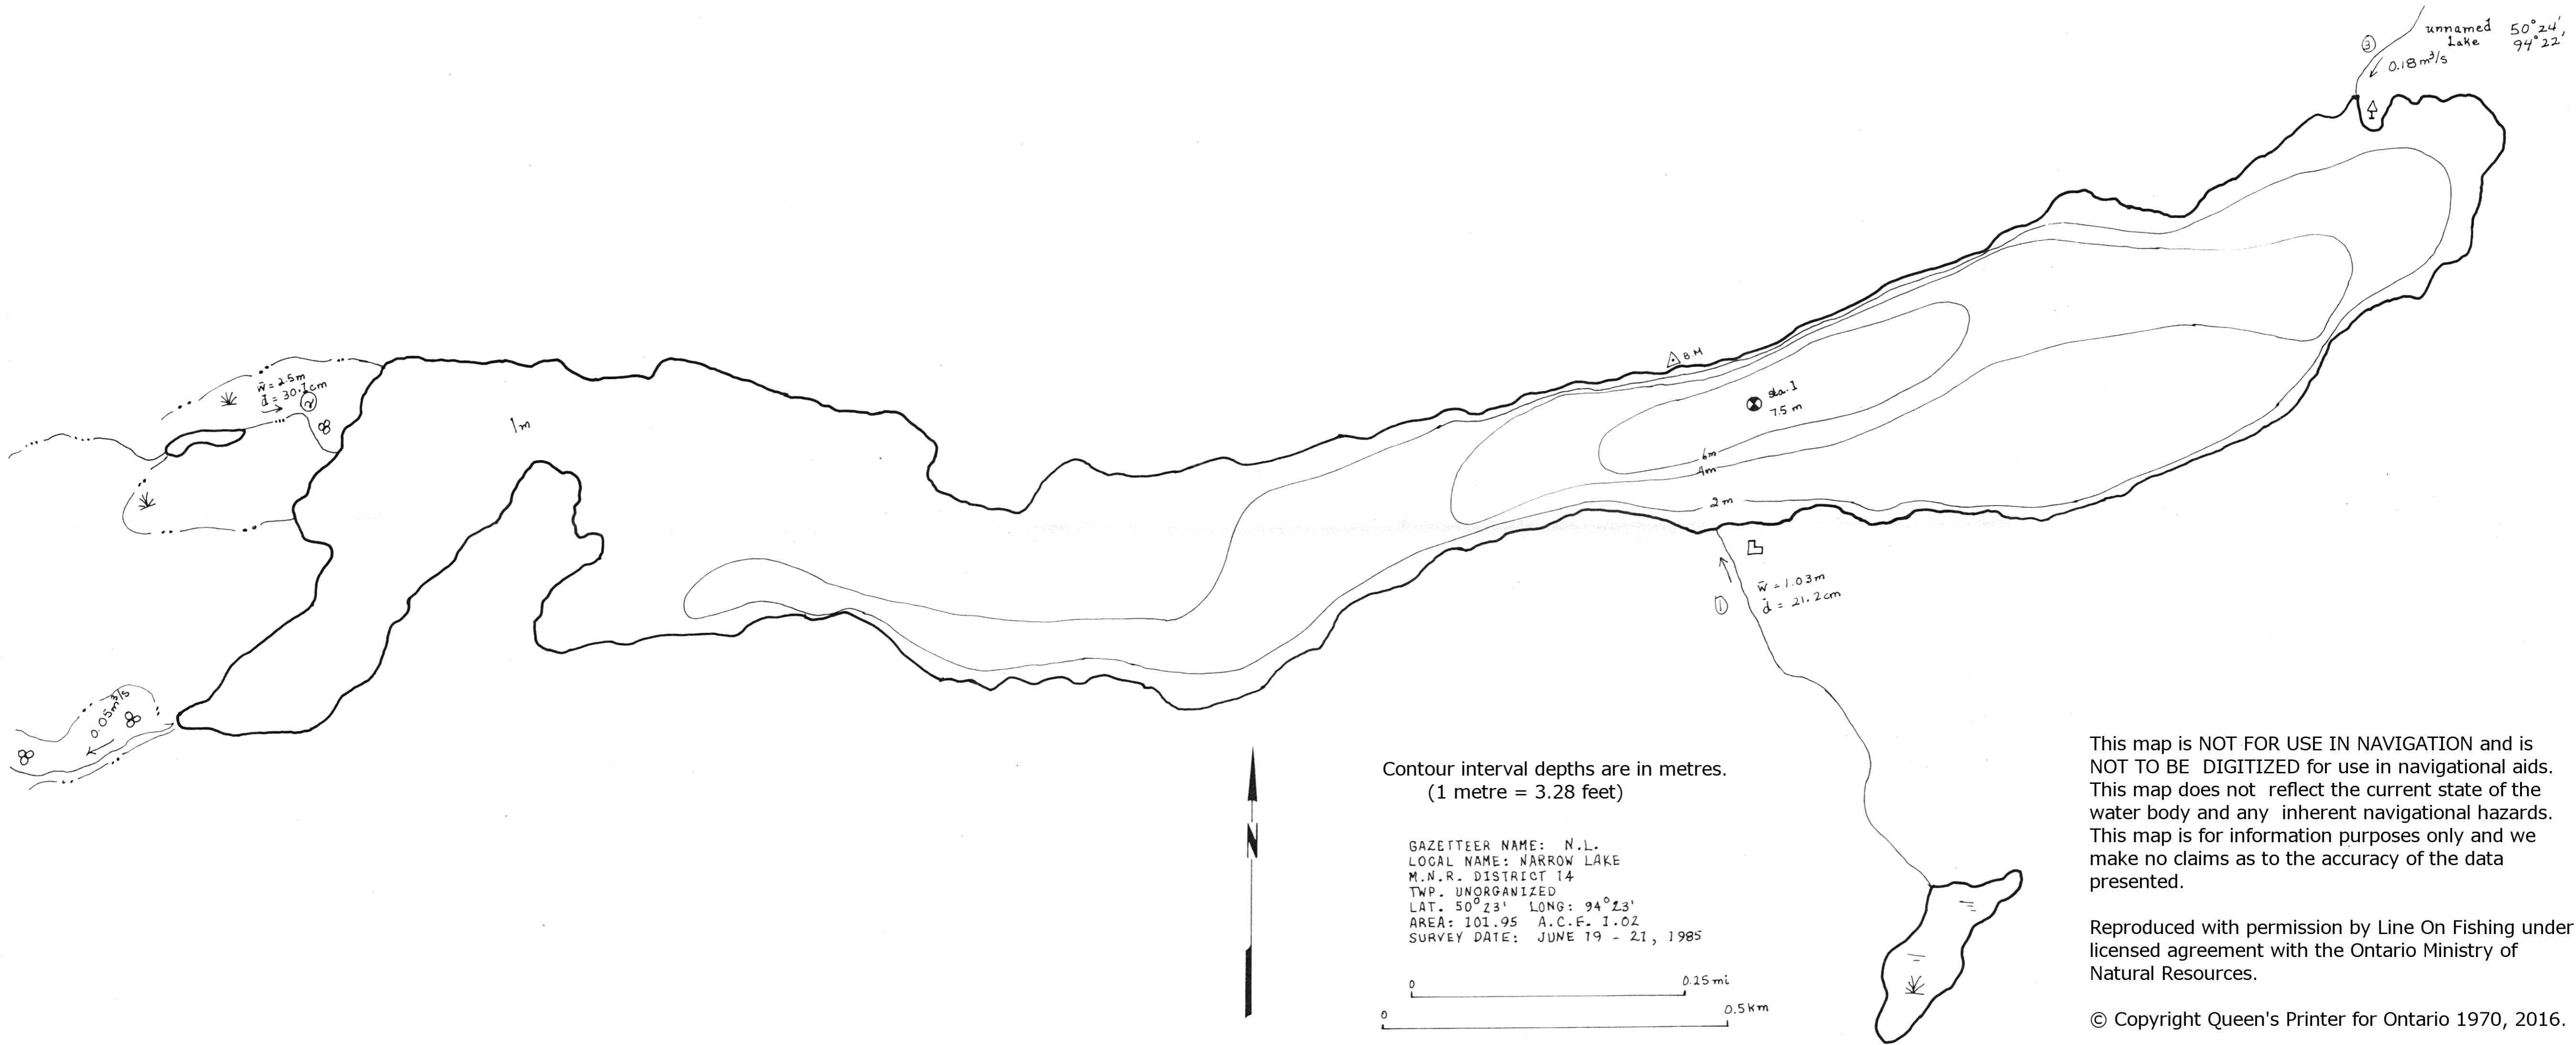 unnamed 50°24',
Lake 94°22'
3
0.18 m³/s
B.M
sta. 1
7.5 m
w̄ = 2.5m
d̄ = 30.1cm
2
1m
6m
4m
2m
w̄ = 1.03m
d̄ = 21.2cm
1
0.05m³/s
N
Contour interval depths are in metres.
(1 metre = 3.28 feet)
GAZETTEER NAME: N.L.
LOCAL NAME: NARROW LAKE
M.N.R. DISTRICT 14
TWP. UNORGANIZED
LAT. 50°23' LONG: 94°23'
AREA: 101.95 A.C.F. 1.02
SURVEY DATE: JUNE 19 - 21, 1985
0 0.25 mi
0 0.5 km
This map is NOT FOR USE IN NAVIGATION and is
NOT TO BE DIGITIZED for use in navigational aids.
This map does not reflect the current state of the
water body and any inherent navigational hazards.
This map is for information purposes only and we
make no claims as to the accuracy of the data
presented.
Reproduced with permission by Line On Fishing under
licensed agreement with the Ontario Ministry of
Natural Resources.
© Copyright Queen's Printer for Ontario 1970, 2016.